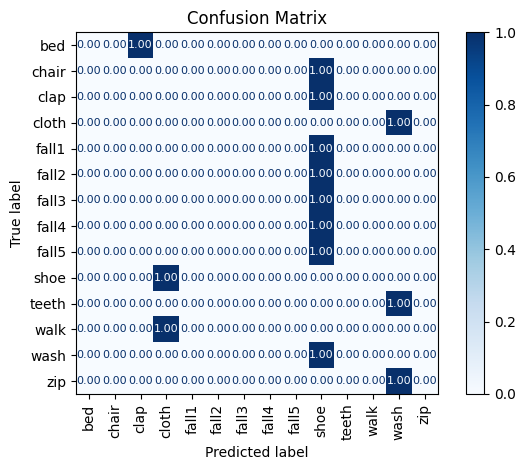 Confusion Matrix
True label
bed 0.00 0.00 1.00 0.00 0.00 0.00 0.00 0.00 0.00 0.00 0.00 0.00 0.00 0.00
chair 0.00 0.00 0.00 0.00 0.00 0.00 0.00 0.00 0.00 1.00 0.00 0.00 0.00 0.00
clap 0.00 0.00 0.00 0.00 0.00 0.00 0.00 0.00 0.00 1.00 0.00 0.00 0.00 0.00
cloth 0.00 0.00 0.00 0.00 0.00 0.00 0.00 0.00 0.00 0.00 0.00 0.00 1.00 0.00
fall1 0.00 0.00 0.00 0.00 0.00 0.00 0.00 0.00 0.00 1.00 0.00 0.00 0.00 0.00
fall2 0.00 0.00 0.00 0.00 0.00 0.00 0.00 0.00 0.00 1.00 0.00 0.00 0.00 0.00
fall3 0.00 0.00 0.00 0.00 0.00 0.00 0.00 0.00 0.00 1.00 0.00 0.00 0.00 0.00
fall4 0.00 0.00 0.00 0.00 0.00 0.00 0.00 0.00 0.00 1.00 0.00 0.00 0.00 0.00
fall5 0.00 0.00 0.00 0.00 0.00 0.00 0.00 0.00 0.00 1.00 0.00 0.00 0.00 0.00
shoe 0.00 0.00 0.00 1.00 0.00 0.00 0.00 0.00 0.00 0.00 0.00 0.00 0.00 0.00
teeth 0.00 0.00 0.00 0.00 0.00 0.00 0.00 0.00 0.00 0.00 0.00 0.00 1.00 0.00
walk 0.00 0.00 0.00 1.00 0.00 0.00 0.00 0.00 0.00 0.00 0.00 0.00 0.00 0.00
wash 0.00 0.00 0.00 0.00 0.00 0.00 0.00 0.00 0.00 1.00 0.00 0.00 0.00 0.00
zip 0.00 0.00 0.00 0.00 0.00 0.00 0.00 0.00 0.00 0.00 0.00 0.00 1.00 0.00
bed chair clap cloth fall1 fall2 fall3 fall4 fall5 shoe teeth walk wash zip
Predicted label
1.0
0.8
0.6
0.4
0.2
0.0